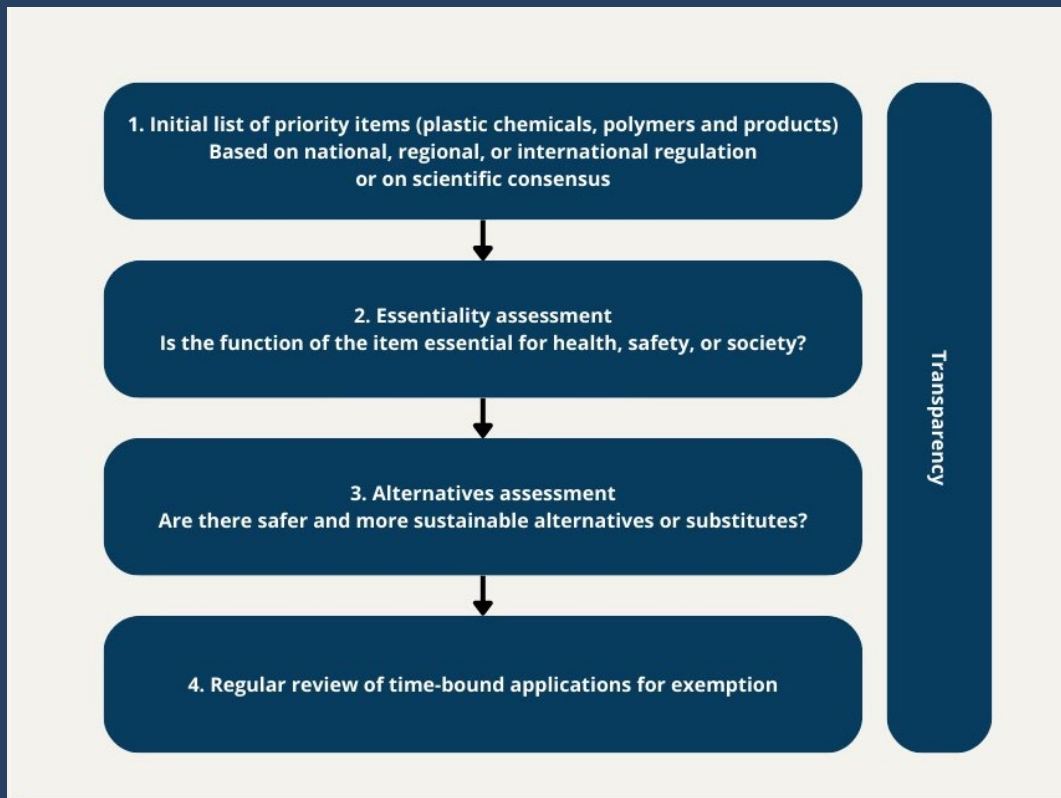 1. Initial list of priority items (plastic chemicals, polymers and products)
Based on national, regional, or international regulation
or on scientific consensus
2. Essentiality assessment
Is the function of the item essential for health, safety, or society?
3. Alternatives assessment
Are there safer and more sustainable alternatives or substitutes?
4. Regular review of time-bound applications for exemption
Transparency